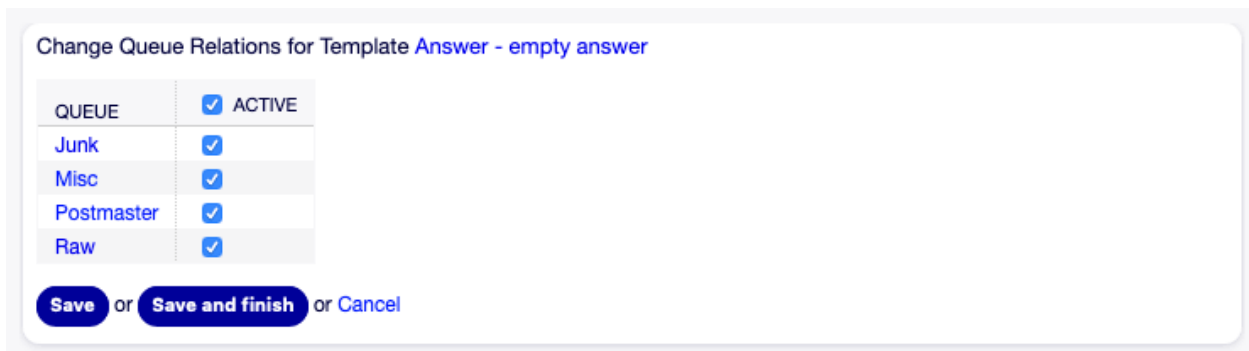 Change Queue Relations for Template Answer - empty answer
QUEUE ACTIVE
Junk
Misc
Postmaster
Raw
Save or Save and finish or Cancel